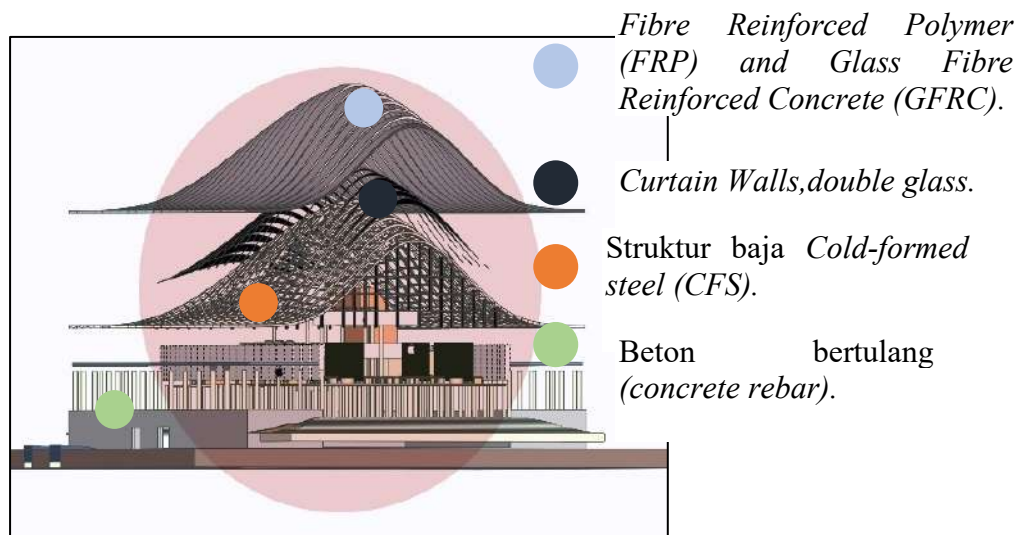 Fibre Reinforced Polymer
(FRP) and Glass Fibre
Reinforced Concrete (GFRC).
Curtain Walls,double glass.
Struktur baja Cold-formed
steel (CFS).
Beton bertulang
(concrete rebar).